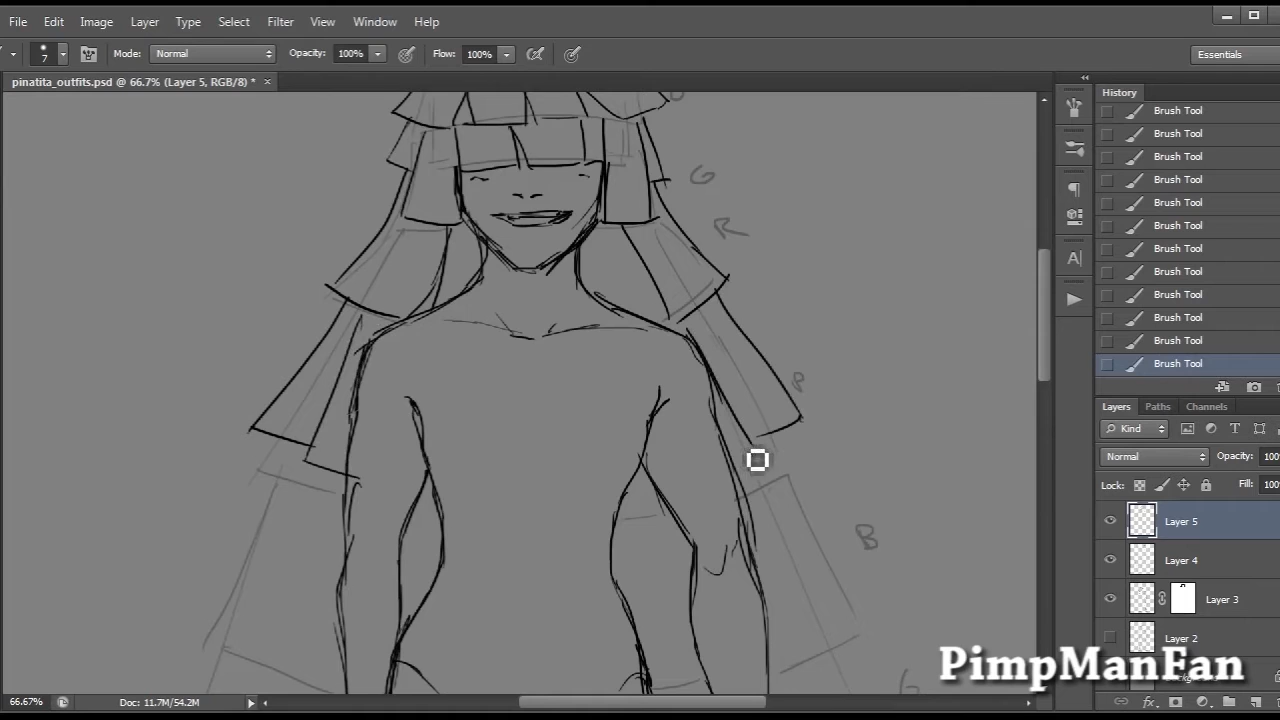 File Edit Image Layer Type Select Filter View Window Help
7 Mode: Normal Opacity: 100% Flow: 100% Essentials
pinatita_outfits.psd @ 66.7% (Layer 5, RGB/8) * ×
History
Brush Tool
Brush Tool
Brush Tool
Brush Tool
Brush Tool
Brush Tool
Brush Tool
Brush Tool
Brush Tool
Brush Tool
Brush Tool
Brush Tool
Layers Paths Channels
Kind
Normal Opacity: 100
Lock: Fill: 100
Layer 5
Layer 4
Layer 3
Layer 2
G
R
P
B
G
PimpManFan
66.67% Doc: 11.7M/54.2M